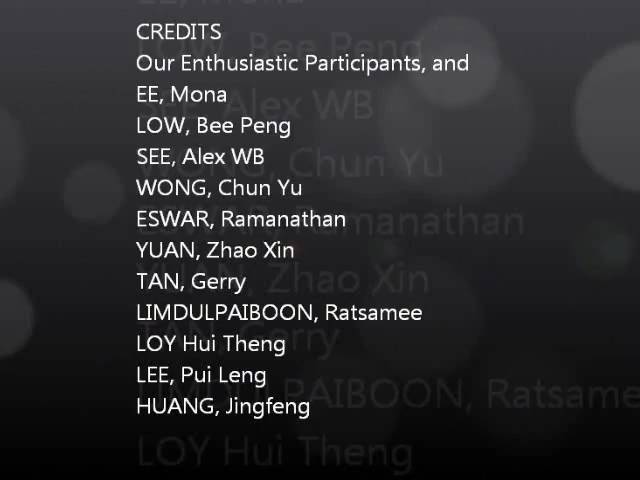 CREDITS
Our Enthusiastic Participants, and
EE, Mona
LOW, Bee Peng
SEE, Alex WB
WONG, Chun Yu
ESWAR, Ramanathan
YUAN, Zhao Xin
TAN, Gerry
LIMDULPAIBOON, Ratsamee
LOY Hui Theng
LEE, Pui Leng
HUANG, Jingfeng